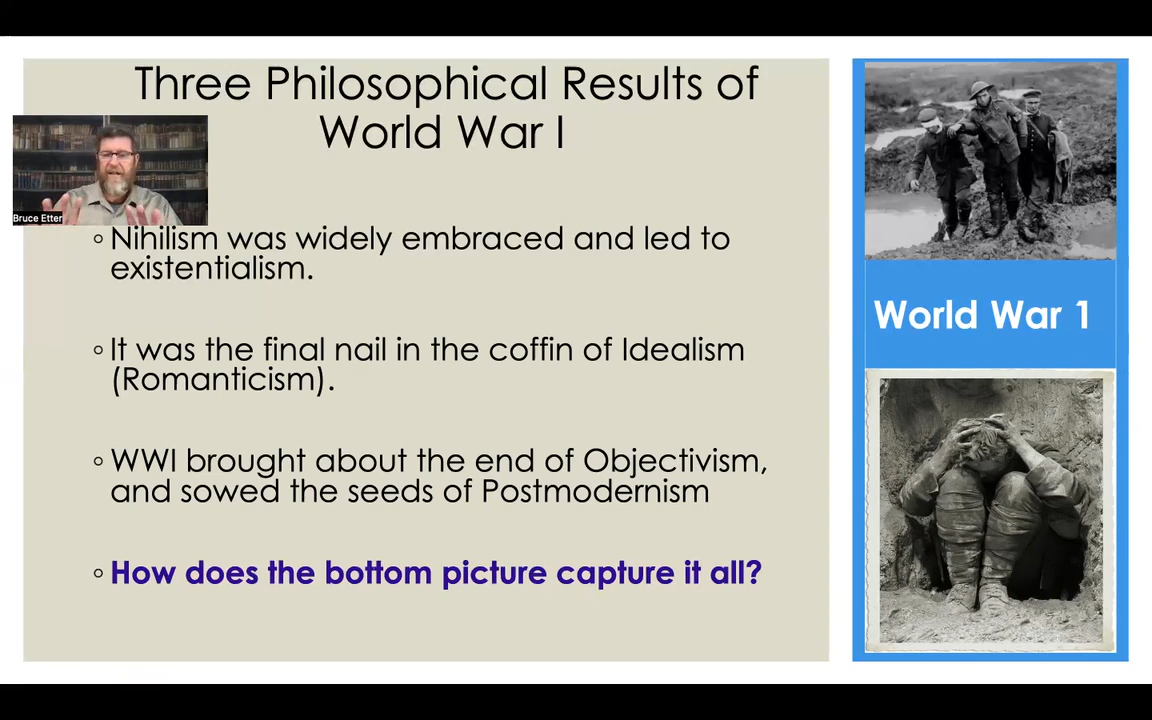 Three Philosophical Results of
World War I
Bruce Etter
◦ Nihilism was widely embraced and led to
existentialism.
◦ It was the final nail in the coffin of Idealism
(Romanticism).
◦ WWI brought about the end of Objectivism,
and sowed the seeds of Postmodernism
◦ How does the bottom picture capture it all?
World War 1